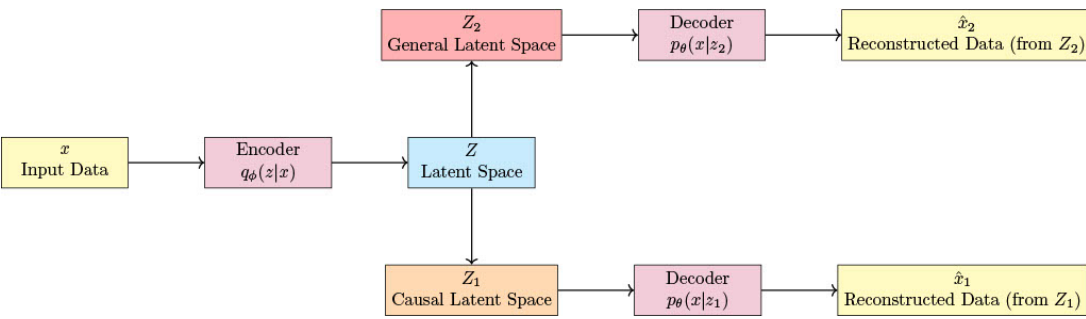 Z₂
General Latent Space
Decoder
p_θ(x|z₂)
x̂₂
Reconstructed Data (from Z₂)
x
Input Data
Encoder
q_ϕ(z|x)
Z
Latent Space
Z₁
Causal Latent Space
Decoder
p_θ(x|z₁)
x̂₁
Reconstructed Data (from Z₁)